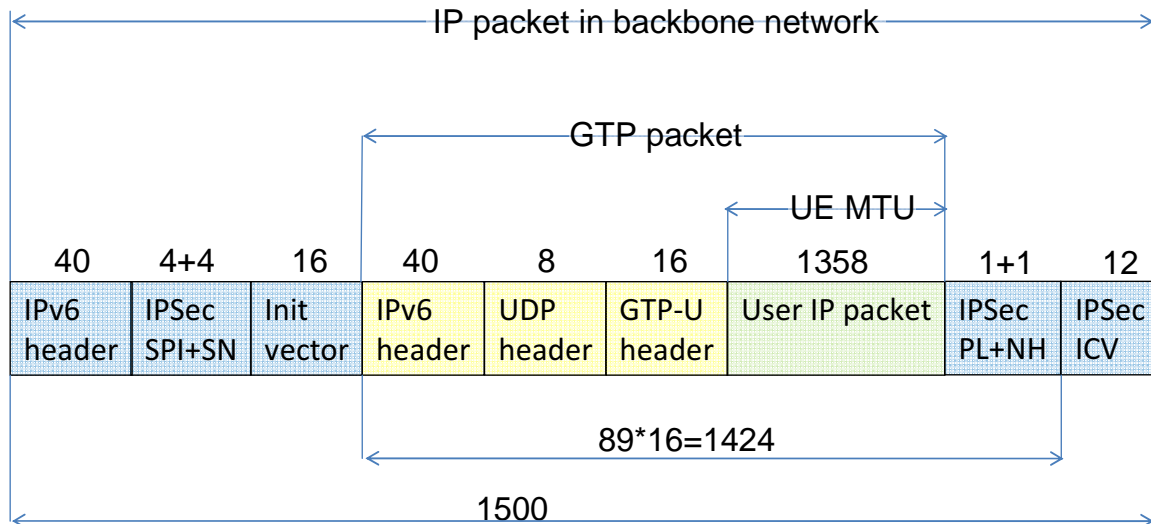 IP packet in backbone network
GTP packet
UE MTU
40 4+4 16 40 8 16 1358 1+1 12
IPv6 IPSec Init IPv6 UDP GTP-U User IP packet IPSec IPSec
header SPI+SN vector header header header PL+NH ICV
89*16=1424
1500